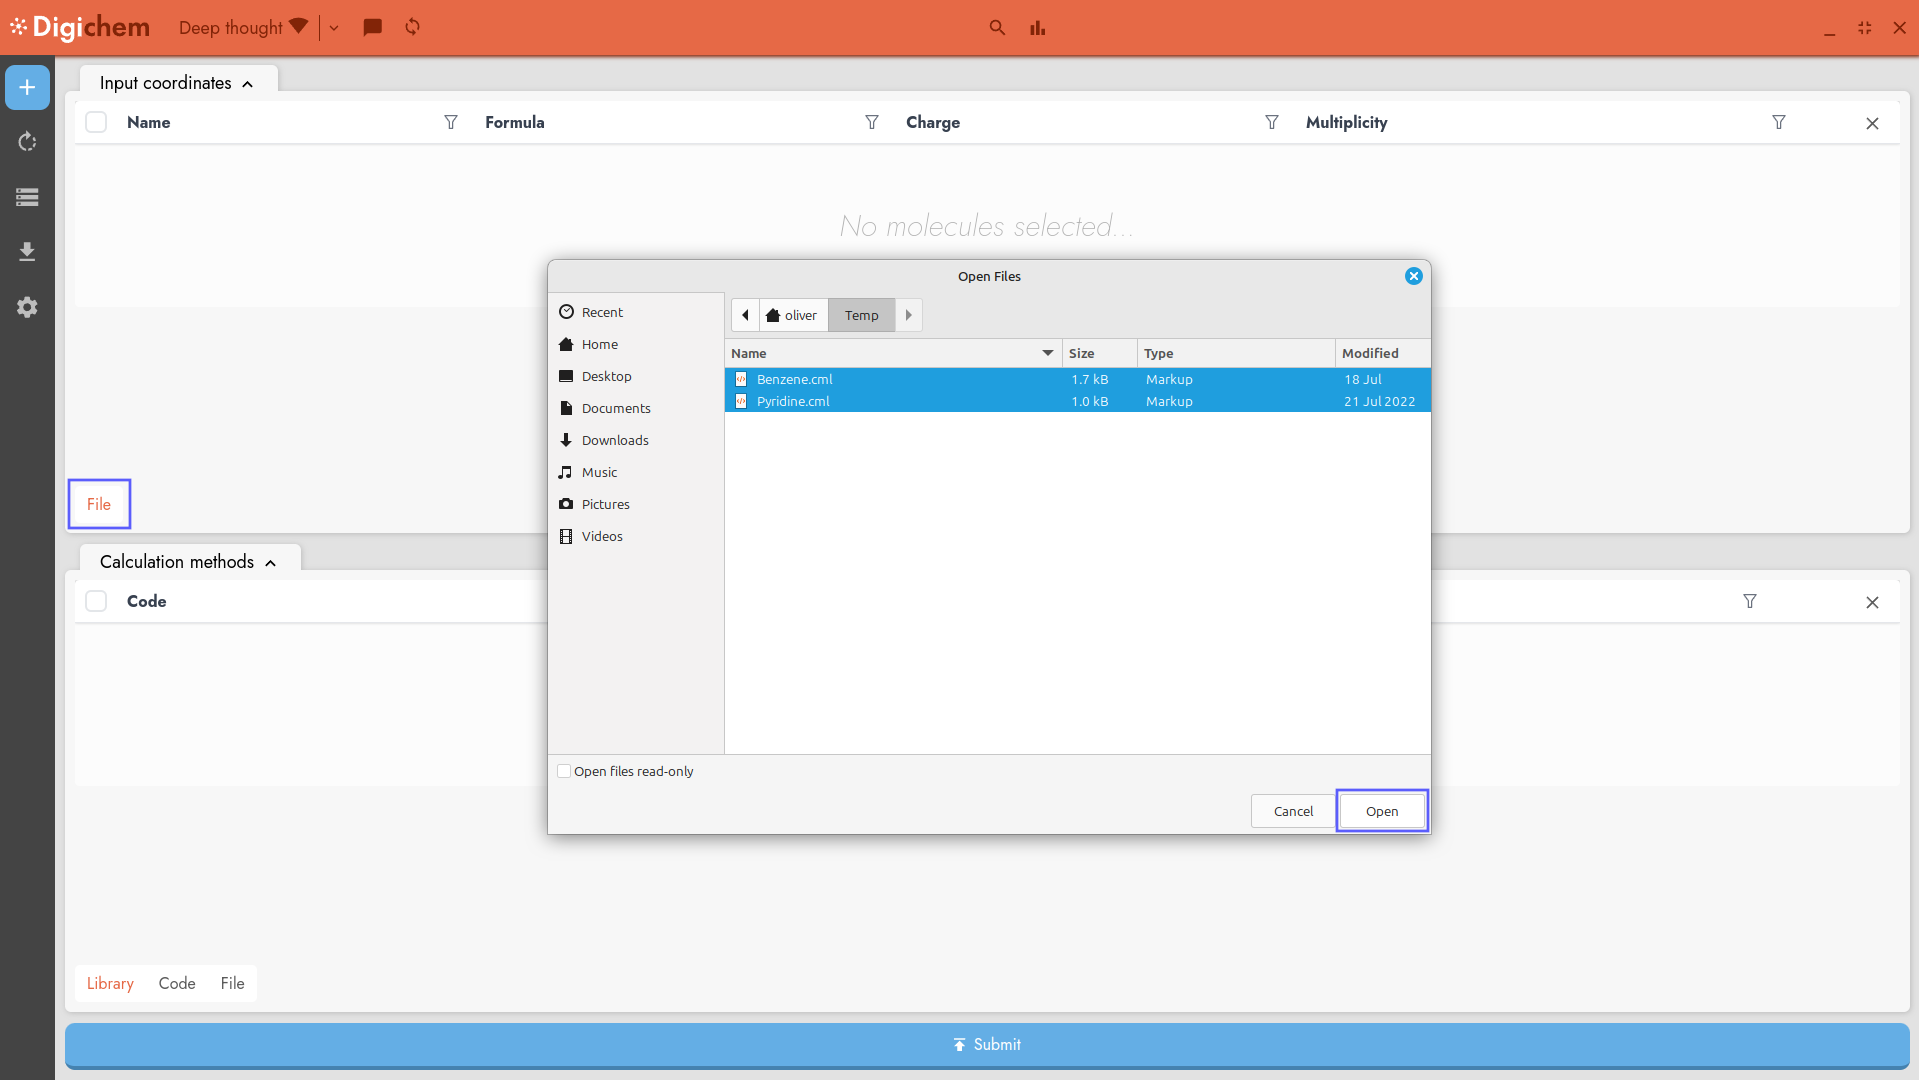 Digichem Deep thought
Input coordinates
Name Formula Charge Multiplicity
No molecules selected...
Open Files
Recent
Home
Desktop
Documents
Downloads
Music
Pictures
Videos
oliver Temp
Name Size Type Modified
Benzene.cml 1.7 kB Markup 18 Jul
Pyridine.cml 1.0 kB Markup 21 Jul 2022
Open files read-only
Cancel Open
File
Calculation methods
Code
Library Code File
Submit